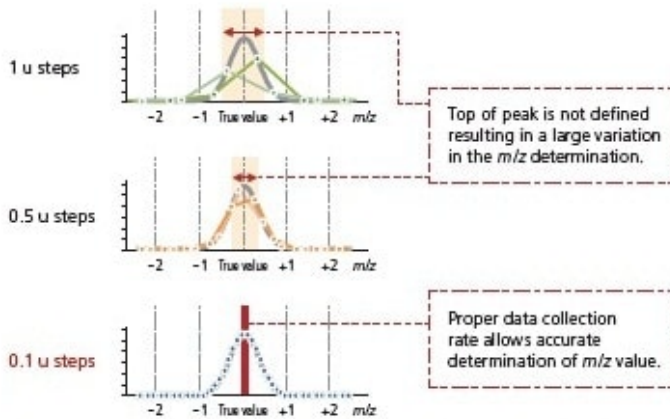 1 u steps
−2 −1 True value +1 +2 m/z
Top of peak is not defined
resulting in a large variation
in the m/z determination.
0.5 u steps
−2 −1 True value +1 +2 m/z
Proper data collection
rate allows accurate
determination of m/z value.
0.1 u steps
−2 −1 True value +1 +2 m/z